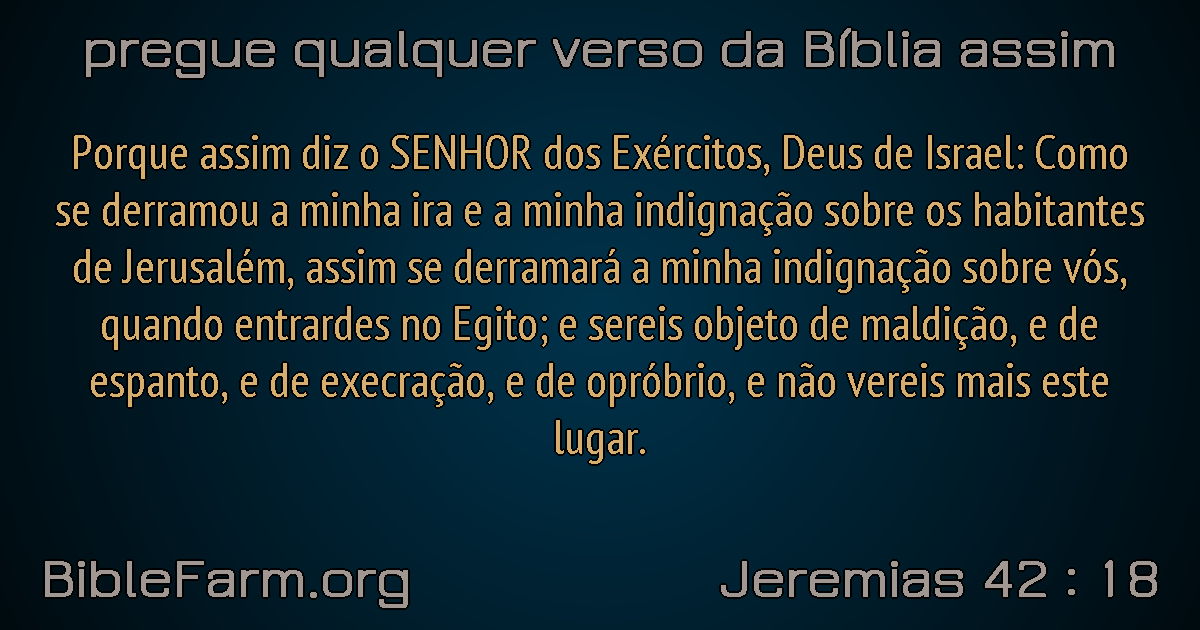 pregue qualquer verso da Bíblia assim
Porque assim diz o SENHOR dos Exércitos, Deus de Israel: Como
se derramou a minha ira e a minha indignação sobre os habitantes
de Jerusalém, assim se derramará a minha indignação sobre vós,
quando entrardes no Egito; e sereis objeto de maldição, e de
espanto, e de execração, e de opróbrio, e não vereis mais este
lugar.
BibleFarm.org
Jeremias 42 : 18